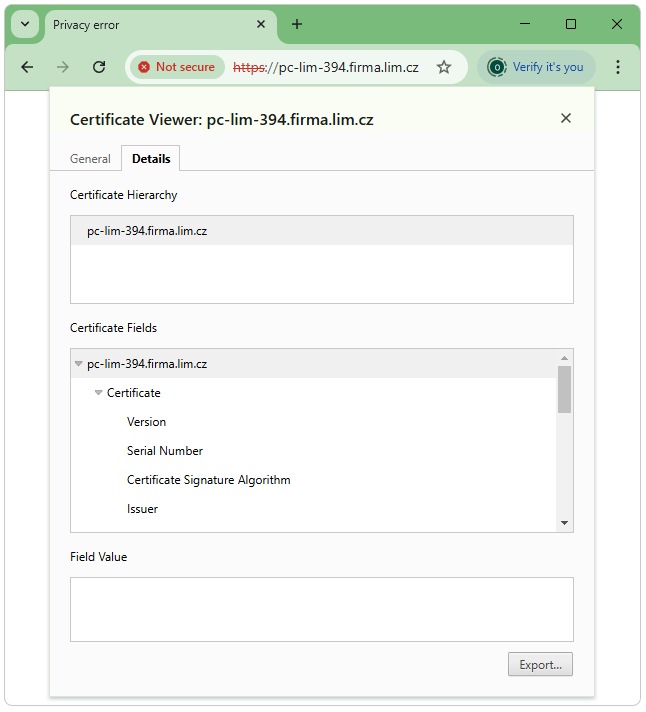 Privacy error
Not secure https://pc-lim-394.firma.lim.cz Verify it's you
Certificate Viewer: pc-lim-394.firma.lim.cz
General Details
Certificate Hierarchy
pc-lim-394.firma.lim.cz
Certificate Fields
pc-lim-394.firma.lim.cz
Certificate
Version
Serial Number
Certificate Signature Algorithm
Issuer
Field Value
Export...